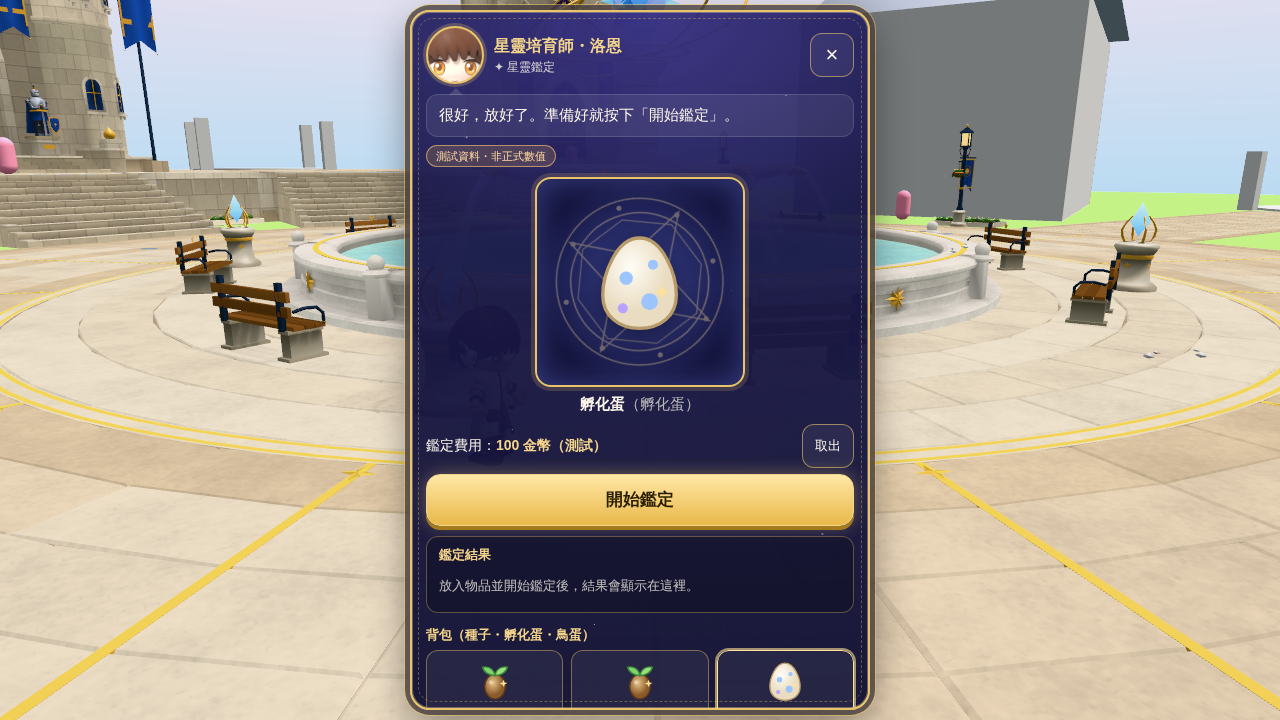 星靈培育師・洛恩
✦ 星靈鑑定
×
很好，放好了。準備好就按下「開始鑑定」。
測試資料・非正式數值
孵化蛋（孵化蛋）
鑑定費用：100 金幣（測試）
取出
開始鑑定
鑑定結果
放入物品並開始鑑定後，結果會顯示在這裡。
背包（種子・孵化蛋・鳥蛋）